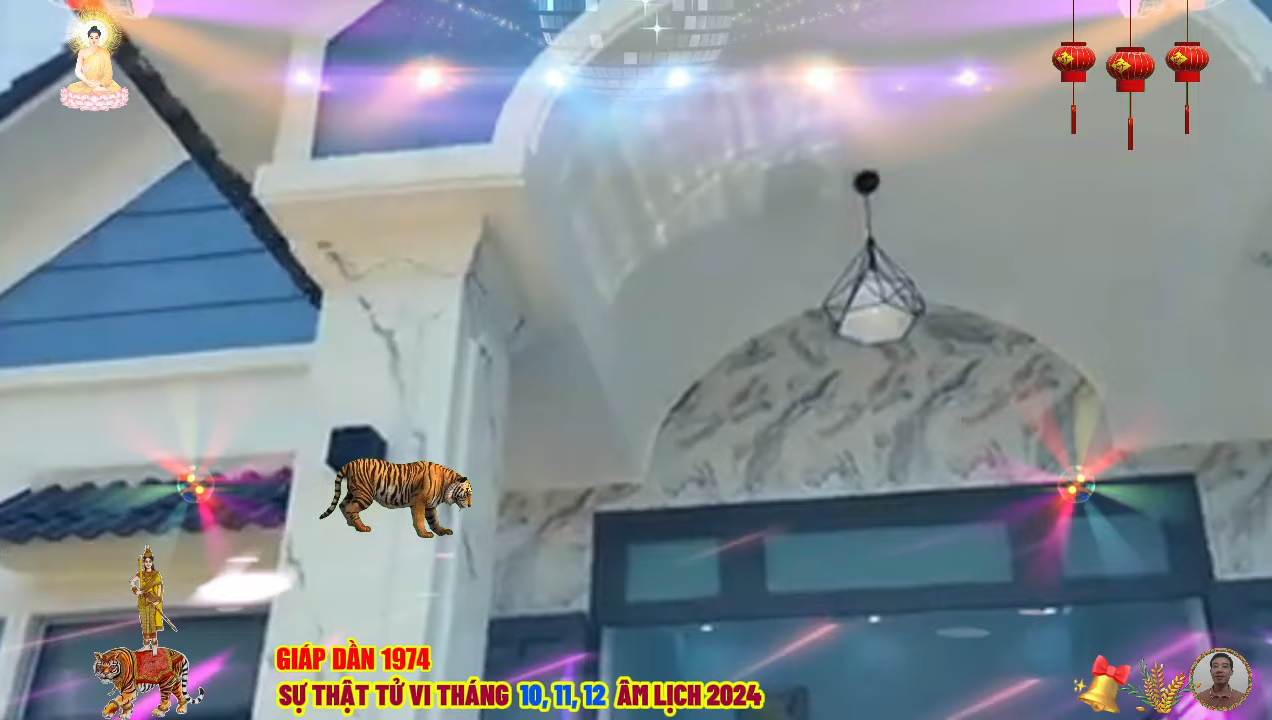 GIÁP DẦN 1974
SỰ THẬT TỬ VI THÁNG 10, 11, 12 ÂM LỊCH 2024